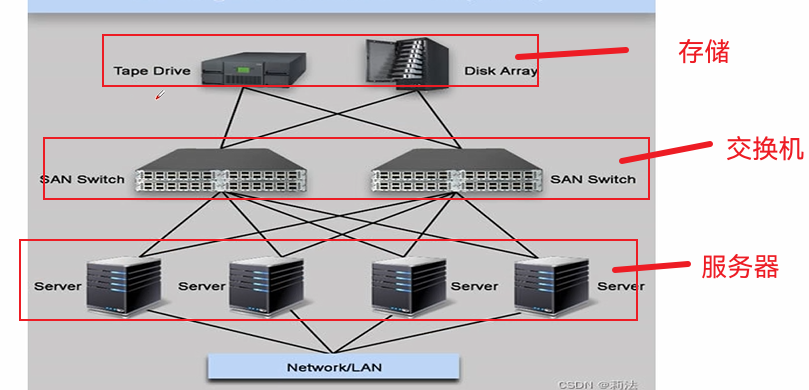 存储
Tape Drive
Disk Array
交换机
SAN Switch
SAN Switch
服务器
Server
Server
Server
Server
Network/LAN
CSDN @莉法